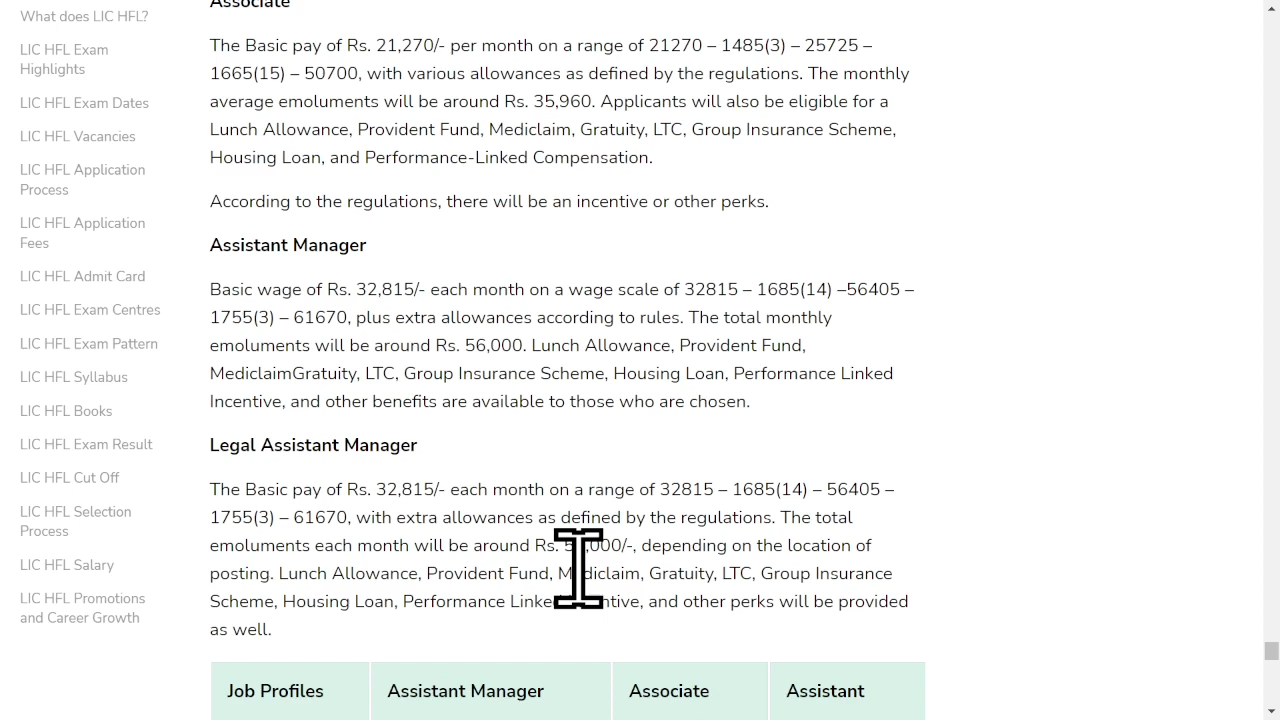 What does LIC HFL?
LIC HFL Exam
Highlights
LIC HFL Exam Dates
LIC HFL Vacancies
LIC HFL Application
Process
LIC HFL Application
Fees
LIC HFL Admit Card
LIC HFL Exam Centres
LIC HFL Exam Pattern
LIC HFL Syllabus
LIC HFL Books
LIC HFL Exam Result
LIC HFL Cut Off
LIC HFL Selection
Process
LIC HFL Salary
LIC HFL Promotions
and Career Growth
Associate
The Basic pay of Rs. 21,270/- per month on a range of 21270 – 1485(3) – 25725 –
1665(15) – 50700, with various allowances as defined by the regulations. The monthly
average emoluments will be around Rs. 35,960. Applicants will also be eligible for a
Lunch Allowance, Provident Fund, Mediclaim, Gratuity, LTC, Group Insurance Scheme,
Housing Loan, and Performance-Linked Compensation.
According to the regulations, there will be an incentive or other perks.
Assistant Manager
Basic wage of Rs. 32,815/- each month on a wage scale of 32815 – 1685(14) –56405 –
1755(3) – 61670, plus extra allowances according to rules. The total monthly
emoluments will be around Rs. 56,000. Lunch Allowance, Provident Fund,
MediclaimGratuity, LTC, Group Insurance Scheme, Housing Loan, Performance Linked
Incentive, and other benefits are available to those who are chosen.
Legal Assistant Manager
The Basic pay of Rs. 32,815/- each month on a range of 32815 – 1685(14) – 56405 –
1755(3) – 61670, with extra allowances as defined by the regulations. The total
emoluments each month will be around Rs. depending on the location of
posting. Lunch Allowance, Provident Fund, Mediclaim, Gratuity, LTC, Group Insurance
Scheme, Housing Loan, Performance Linked and other perks will be provided
as well.
Job Profiles Assistant Manager Associate Assistant